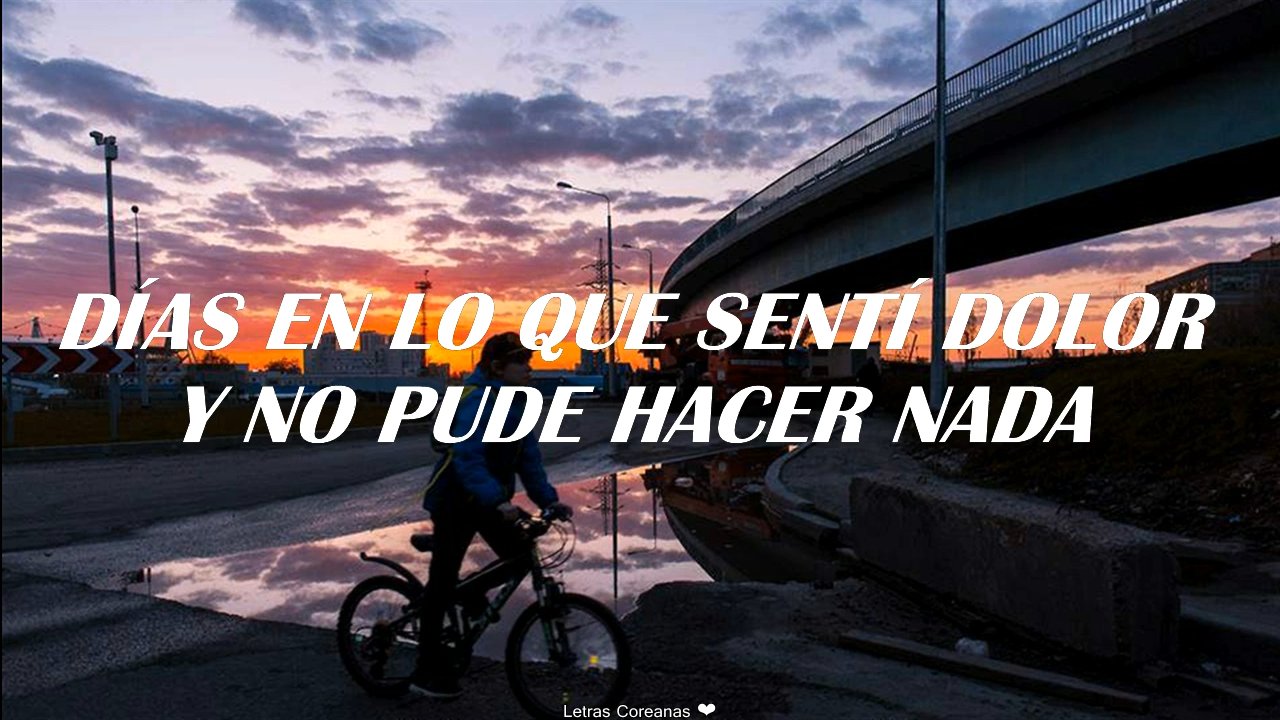 DÍAS EN LO QUE SENTÍ DOLOR
Y NO PUDE HACER NADA
Letras Coreanas ❤